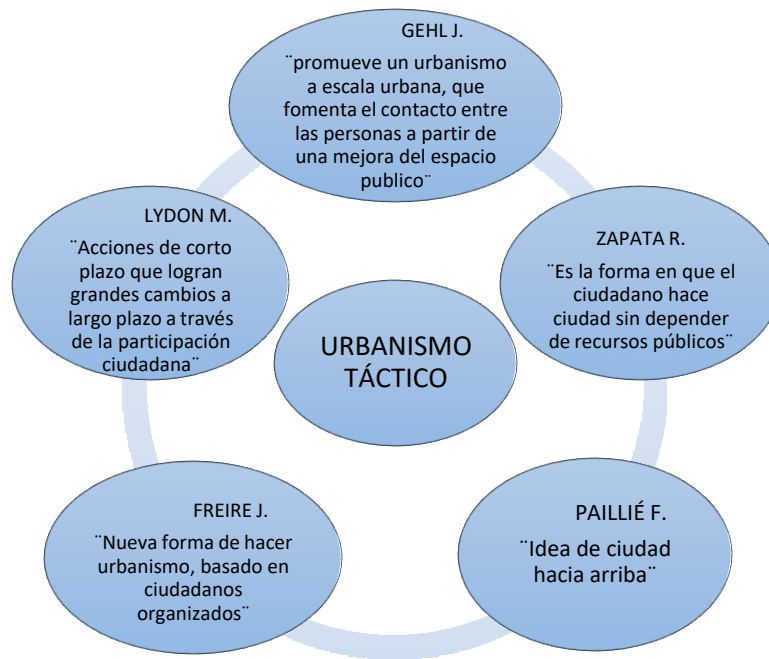 GEHL J.
¨promueve un urbanismo
a escala urbana, que
fomenta el contacto entre
las personas a partir de
una mejora del espacio
publico¨
LYDON M.
¨Acciones de corto
plazo que logran
grandes cambios a
largo plazo a través
de la participación
ciudadana¨
ZAPATA R.
¨Es la forma en que el
ciudadano hace
ciudad sin depender
de recursos públicos¨
URBANISMO
TÁCTICO
FREIRE J.
¨Nueva forma de hacer
urbanismo, basado en
ciudadanos
organizados¨
PAILLIÉ F.
¨Idea de ciudad
hacia arriba¨